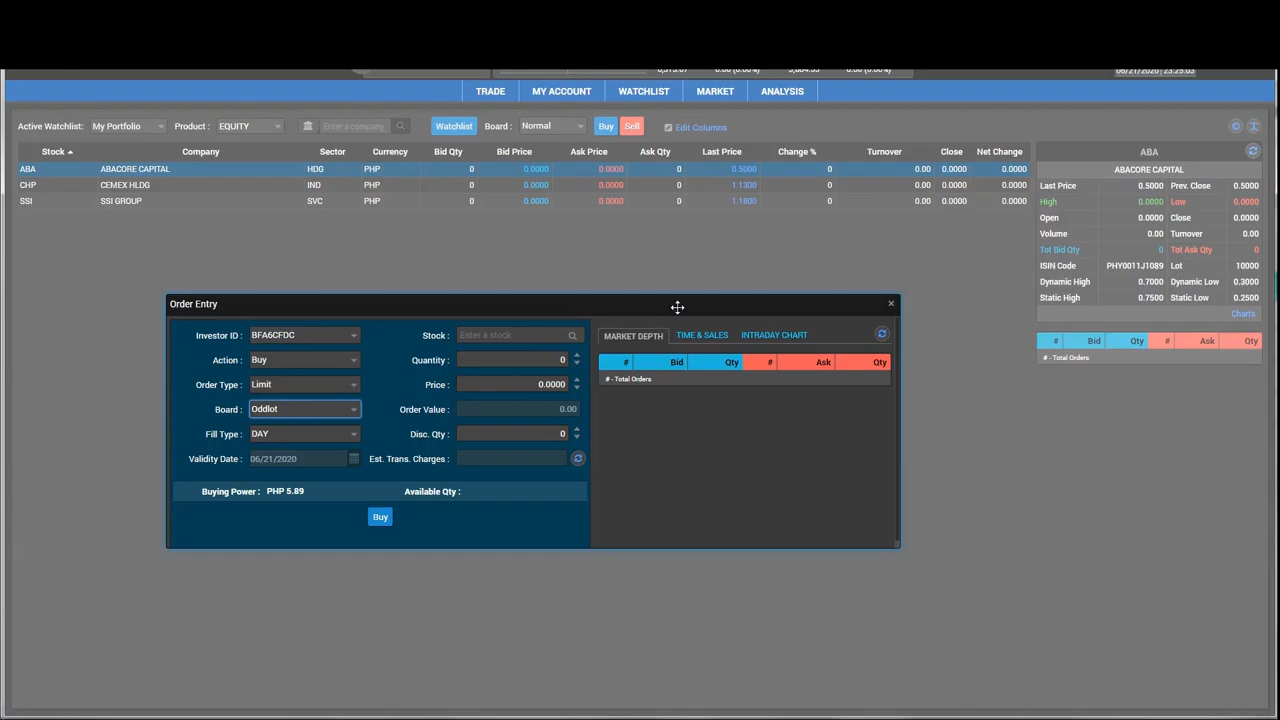 06/21/2020 | 23:25:03
TRADE MY ACCOUNT WATCHLIST MARKET ANALYSIS
Active Watchlist: My Portfolio Product : EQUITY Enter a company Watchlist Board : Normal Buy Sell Edit Columns
Stock Company Sector Currency Bid Qty Bid Price Ask Price Ask Qty Last Price Change % Turnover Close Net Change
ABA ABACORE CAPITAL HDG PHP 0 0.0000 0.0000 0 0.5000 0 0.00 0.0000 0.0000
CHP CEMEX HLDG IND PHP 0 0.0000 0.0000 0 1.1300 0 0.00 0.0000 0.0000
SSI SSI GROUP SVC PHP 0 0.0000 0.0000 0 1.1800 0 0.00 0.0000 0.0000
ABA
ABACORE CAPITAL
Last Price 0.5000 Prev. Close 0.5000
High 0.0000 Low 0.0000
Open 0.0000 Close 0.0000
Volume 0.00 Turnover 0.00
Tot Bid Qty 0 Tot Ask Qty 0
ISIN Code PHY0011J1089 Lot 10000
Dynamic High 0.7000 Dynamic Low 0.3000
Static High 0.7500 Static Low 0.2500
Charts
# Bid Qty # Ask Qty
# - Total Orders
Order Entry ×
Investor ID : BFA6CFDC Stock : Enter a stock
Action : Buy Quantity : 0
Order Type : Limit Price : 0.0000
Board : Oddlot Order Value : 0.00
Fill Type : DAY Disc. Qty : 0
Validity Date : 06/21/2020 Est. Trans. Charges :
Buying Power : PHP 5.89 Available Qty :
Buy
MARKET DEPTH TIME & SALES INTRADAY CHART
# Bid Qty # Ask Qty
# - Total Orders